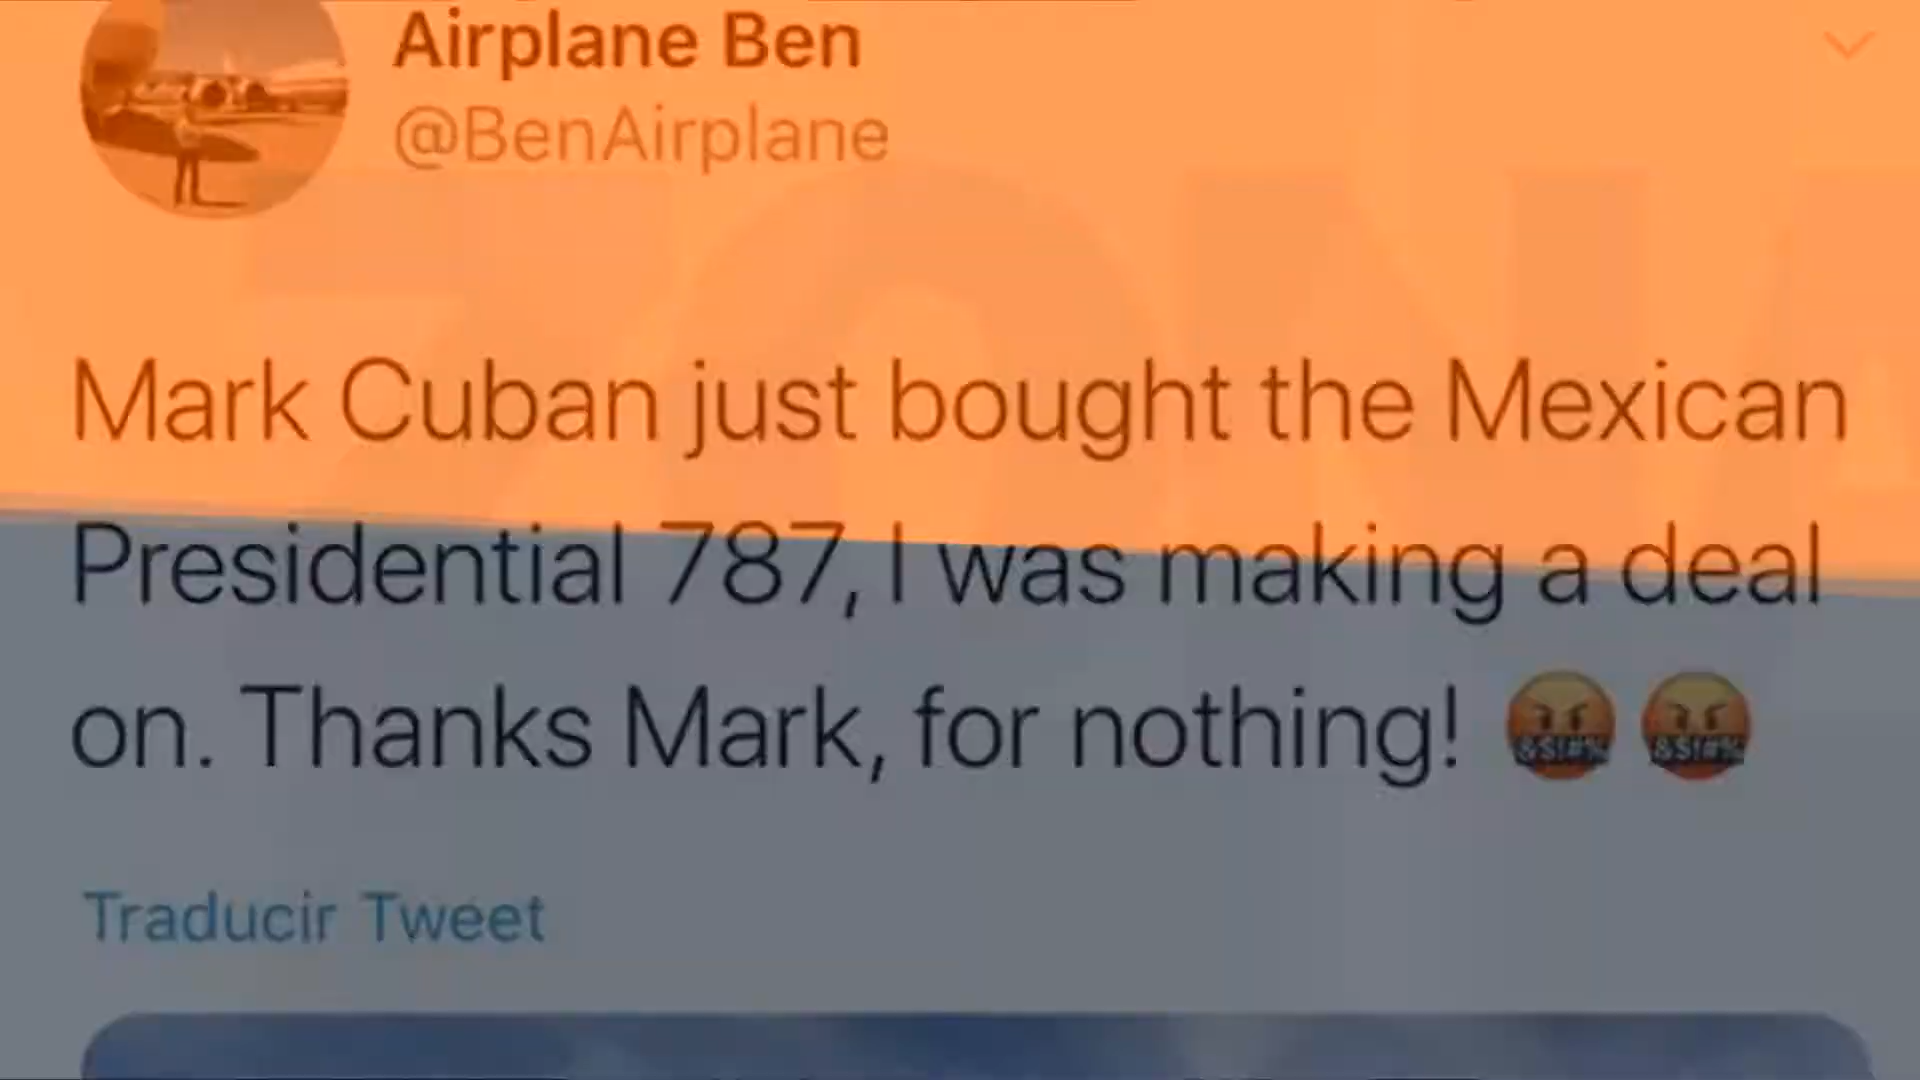 Airplane Ben
@BenAirplane
Mark Cuban just bought the Mexican
Presidential 787, I was making a deal
on. Thanks Mark, for nothing! 🤬🤬
Traducir Tweet